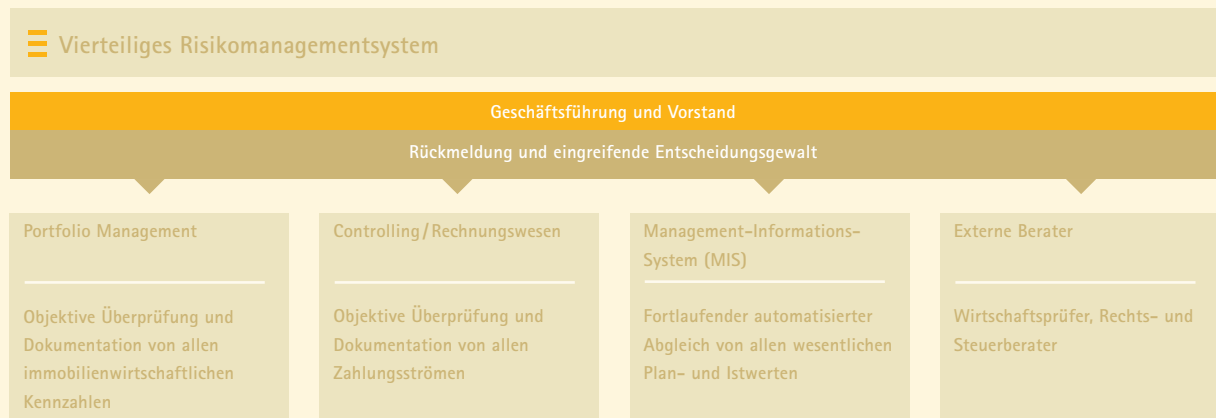 Vierteiliges Risikomanagementsystem
Geschäftsführung und Vorstand
Rückmeldung und eingreifende Entscheidungsgewalt
Portfolio Management
Objektive Überprüfung und
Dokumentation von allen
immobilienwirtschaftlichen
Kennzahlen
Controlling/Rechnungswesen
Objektive Überprüfung und
Dokumentation von allen
Zahlungsströmen
Management-Informations-
System (MIS)
Fortlaufender automatisierter
Abgleich von allen wesentlichen
Plan- und Istwerten
Externe Berater
Wirtschaftsprüfer, Rechts- und
Steuerberater